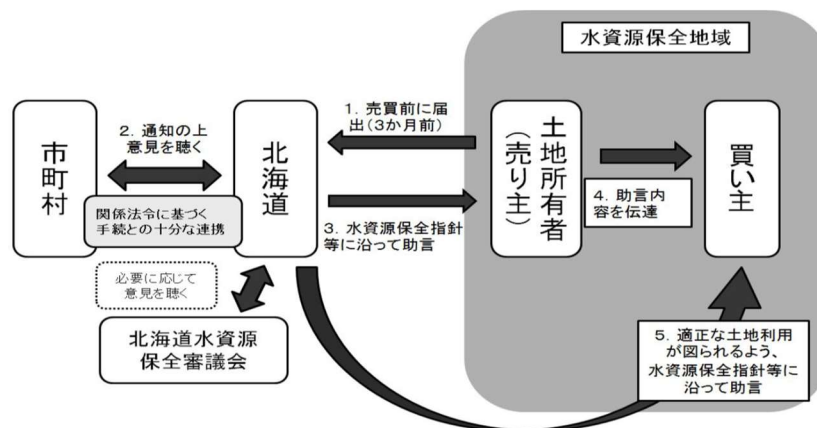 水資源保全地域
市町村
2. 通知の上
意見を聴く
北海道
1. 売買前に届
出(3か月前)
土地所有者
(売り主)
買い主
関係法令に基づく
手続との十分な連携
3. 水資源保全指針
等に沿って助言
4. 助言内
容を伝達
必要に応じて
意見を聴く
北海道水資源
保全審議会
5. 適正な土地利用
が図られるよう、
水資源保全指針等に
沿って助言